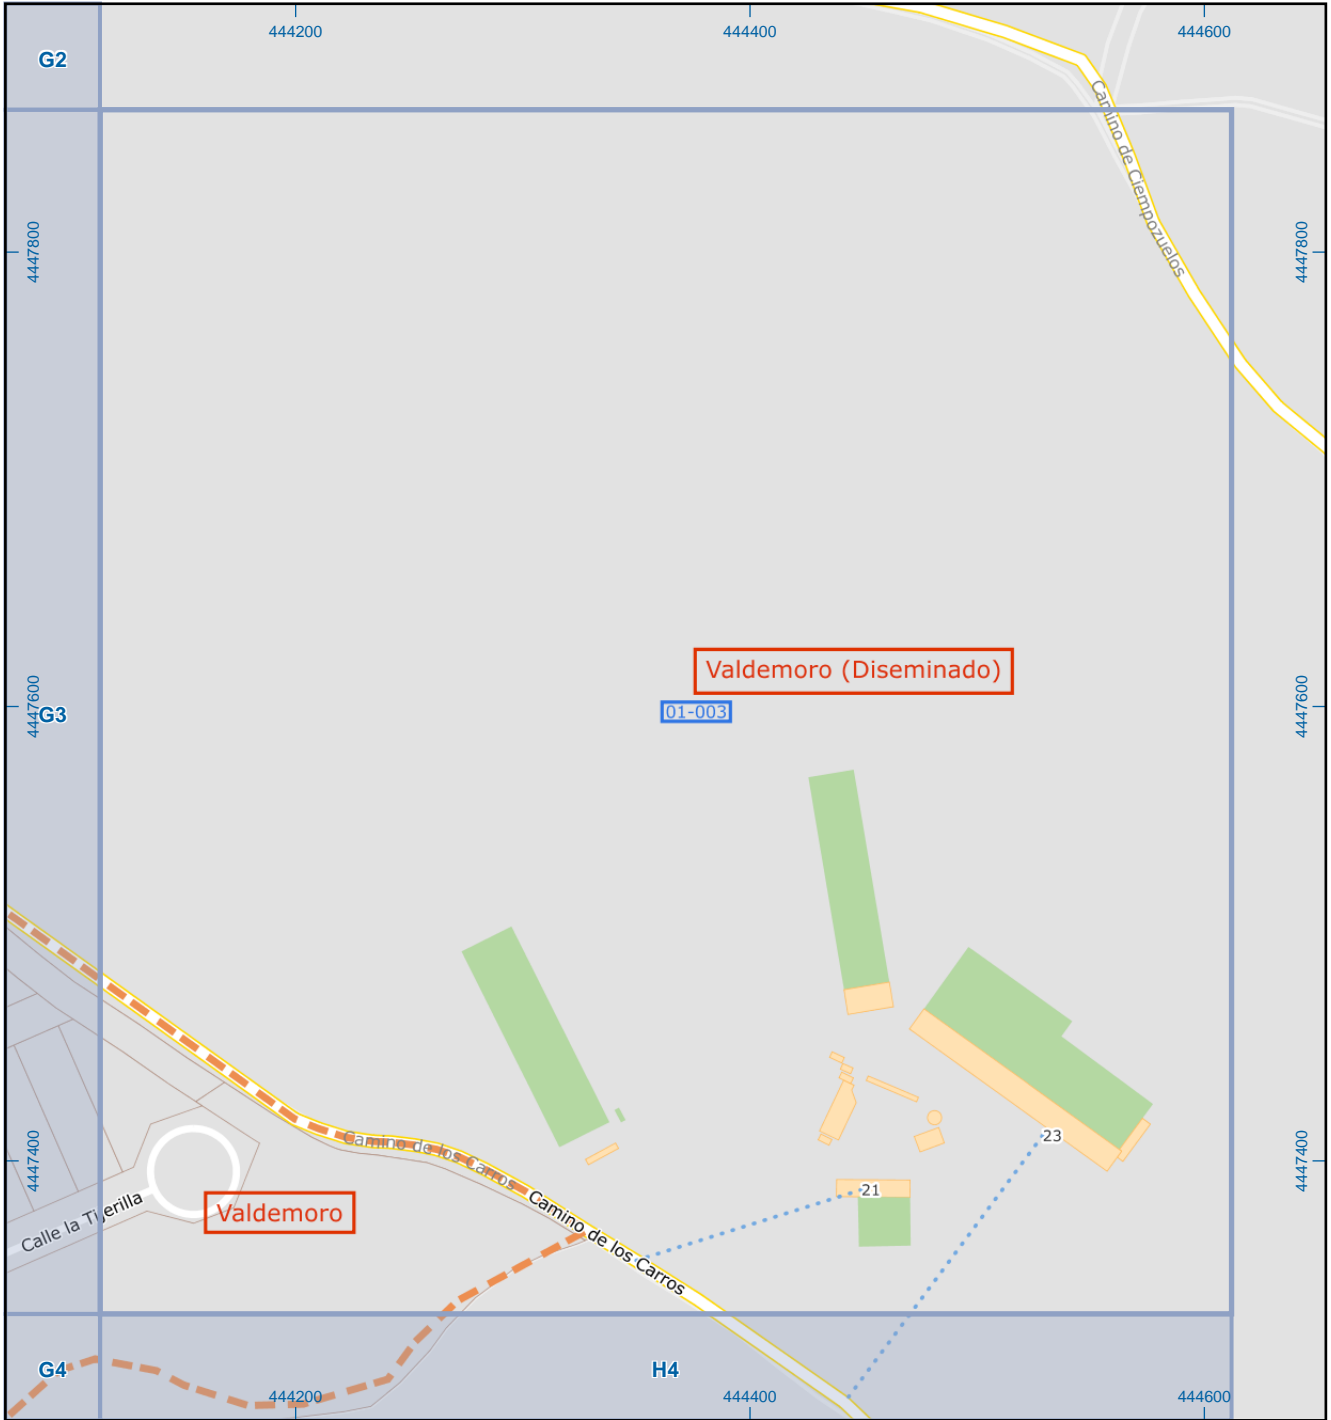 444200
444400
444600
G2
Camino de Ciempozuelos
4447800
4447800
Valdemoro (Diseminado)
01-003
4447600
G3
4447600
Camino de los Carros
23
4447400
4447400
21
Calle la Tijerilla
Valdemoro
Camino de los Carros
G4
H4
444200
444400
444600